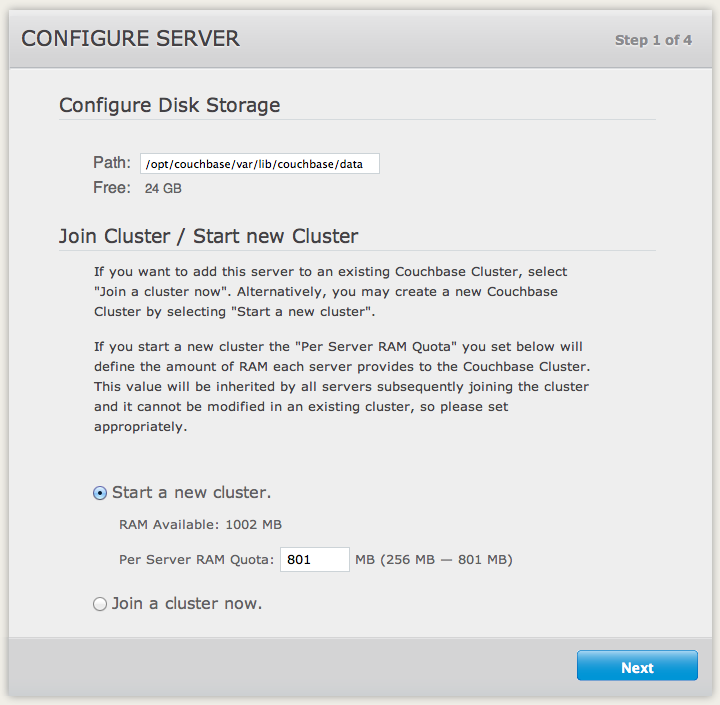 CONFIGURE SERVER
Step 1 of 4
Configure Disk Storage
Path: /opt/couchbase/var/lib/couchbase/data
Free: 24 GB
Join Cluster / Start new Cluster
If you want to add this server to an existing Couchbase Cluster, select
"Join a cluster now". Alternatively, you may create a new Couchbase
Cluster by selecting "Start a new cluster".
If you start a new cluster the "Per Server RAM Quota" you set below will
define the amount of RAM each server provides to the Couchbase Cluster.
This value will be inherited by all servers subsequently joining the cluster
and it cannot be modified in an existing cluster, so please set
appropriately.
Start a new cluster.
RAM Available: 1002 MB
Per Server RAM Quota: 801 MB (256 MB — 801 MB)
Join a cluster now.
Next